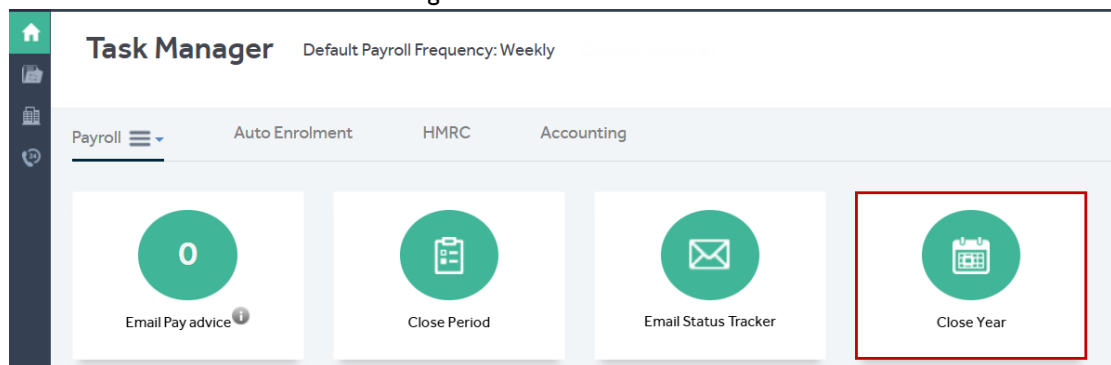 Task Manager Default Payroll Frequency: Weekly
Payroll Auto Enrolment HMRC Accounting
0
Email Pay advice
Close Period
Email Status Tracker
Close Year